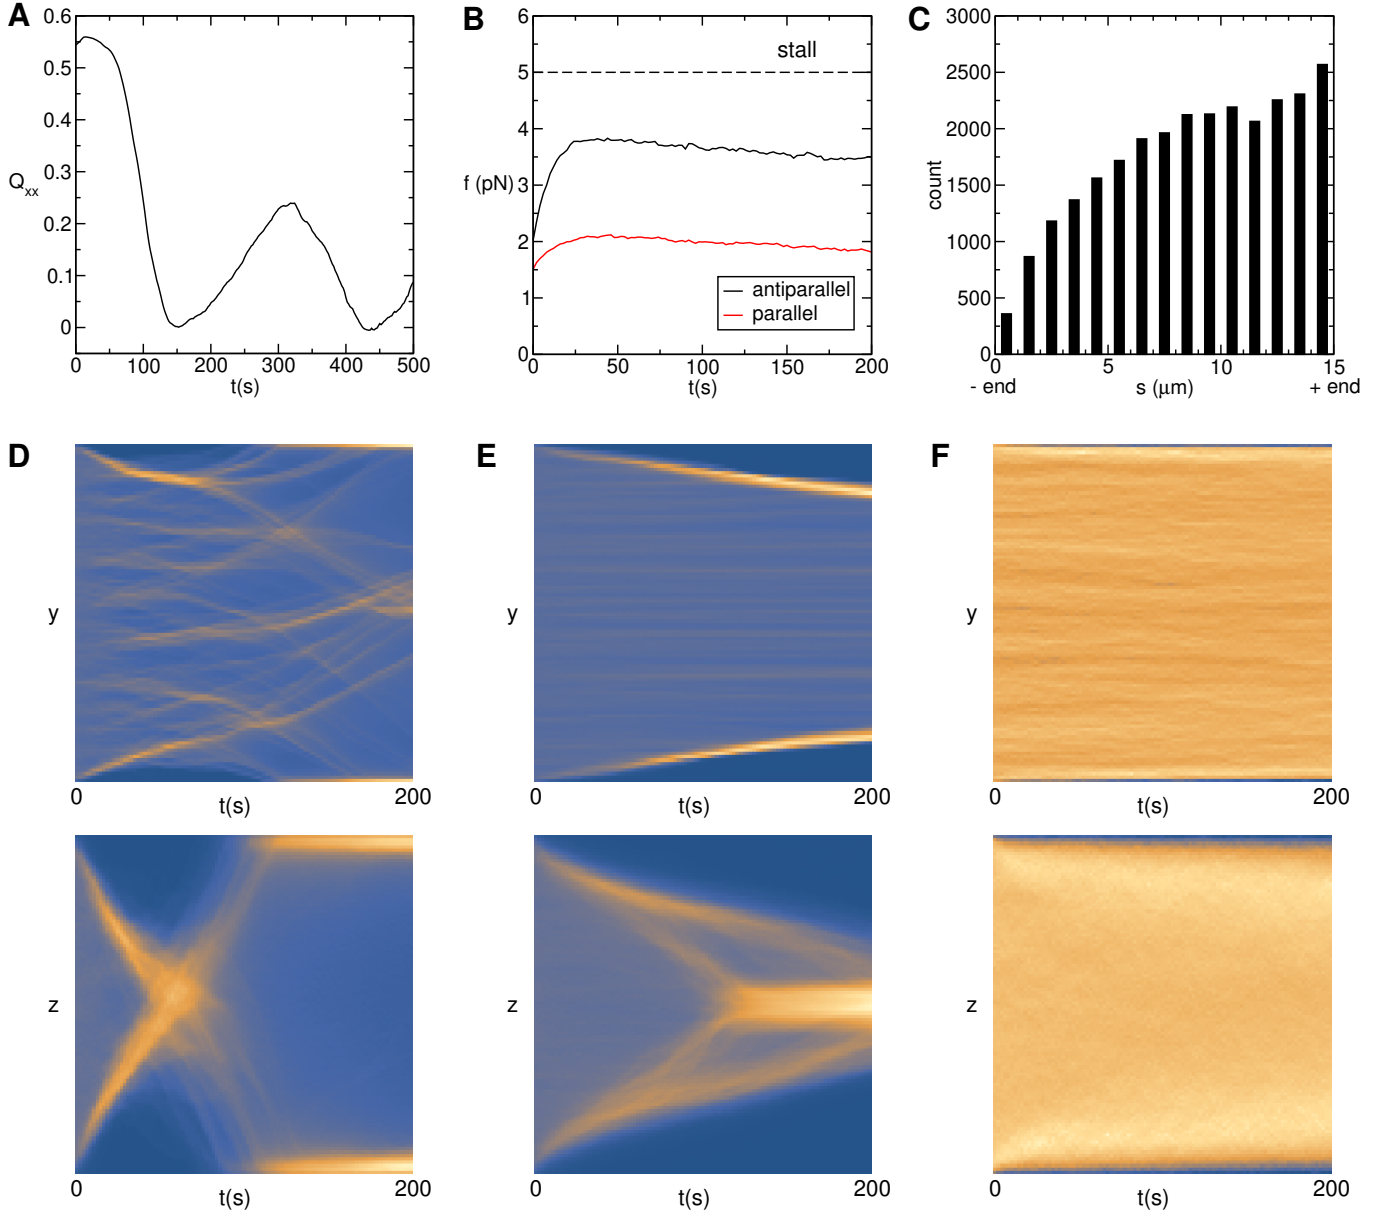 A
0.6
0.5
0.4
0.3
Qxx
0.2
0.1
0
0 100 200 300 400 500
t(s)
B
6
5
4
f (pN) 3
2
1
0
stall
antiparallel
parallel
0 50 100 150 200
t(s)
C
3000
2500
2000
count
1500
1000
500
0
0 5 10 15
- end s (μm) + end
D
y
0 t(s) 200
E
y
0 t(s) 200
F
y
0 t(s) 200
z
0 t(s) 200
z
0 t(s) 200
z
0 t(s) 200